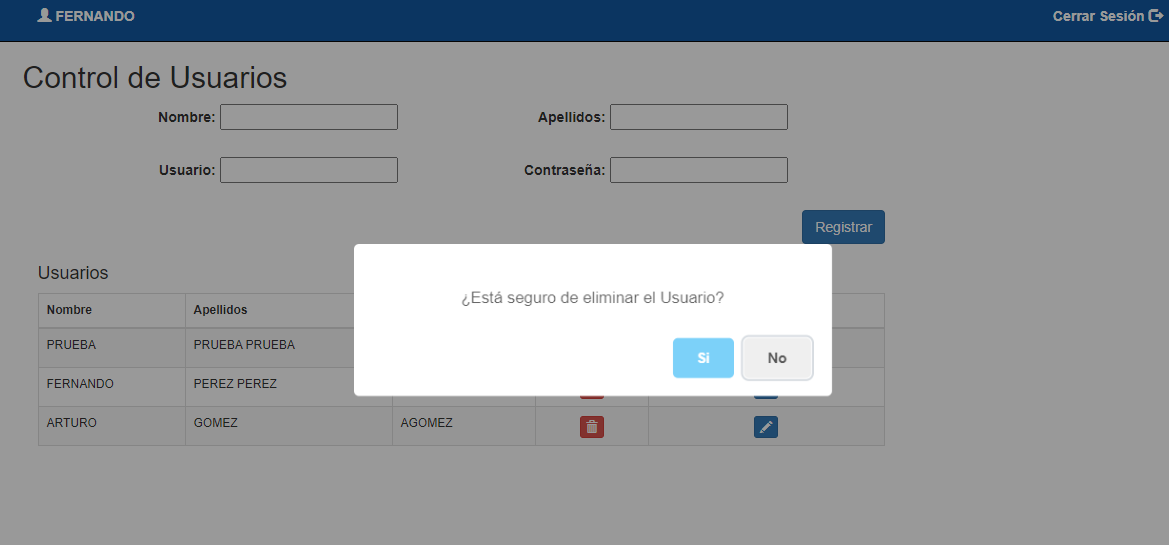 FERNANDO Cerrar Sesión
Control de Usuarios
Nombre: Apellidos:
Usuario: Contraseña:
Registrar
Usuarios
Nombre Apellidos
PRUEBA PRUEBA PRUEBA
FERNANDO PEREZ PEREZ
ARTURO GOMEZ AGOMEZ
¿Está seguro de eliminar el Usuario?
Si No